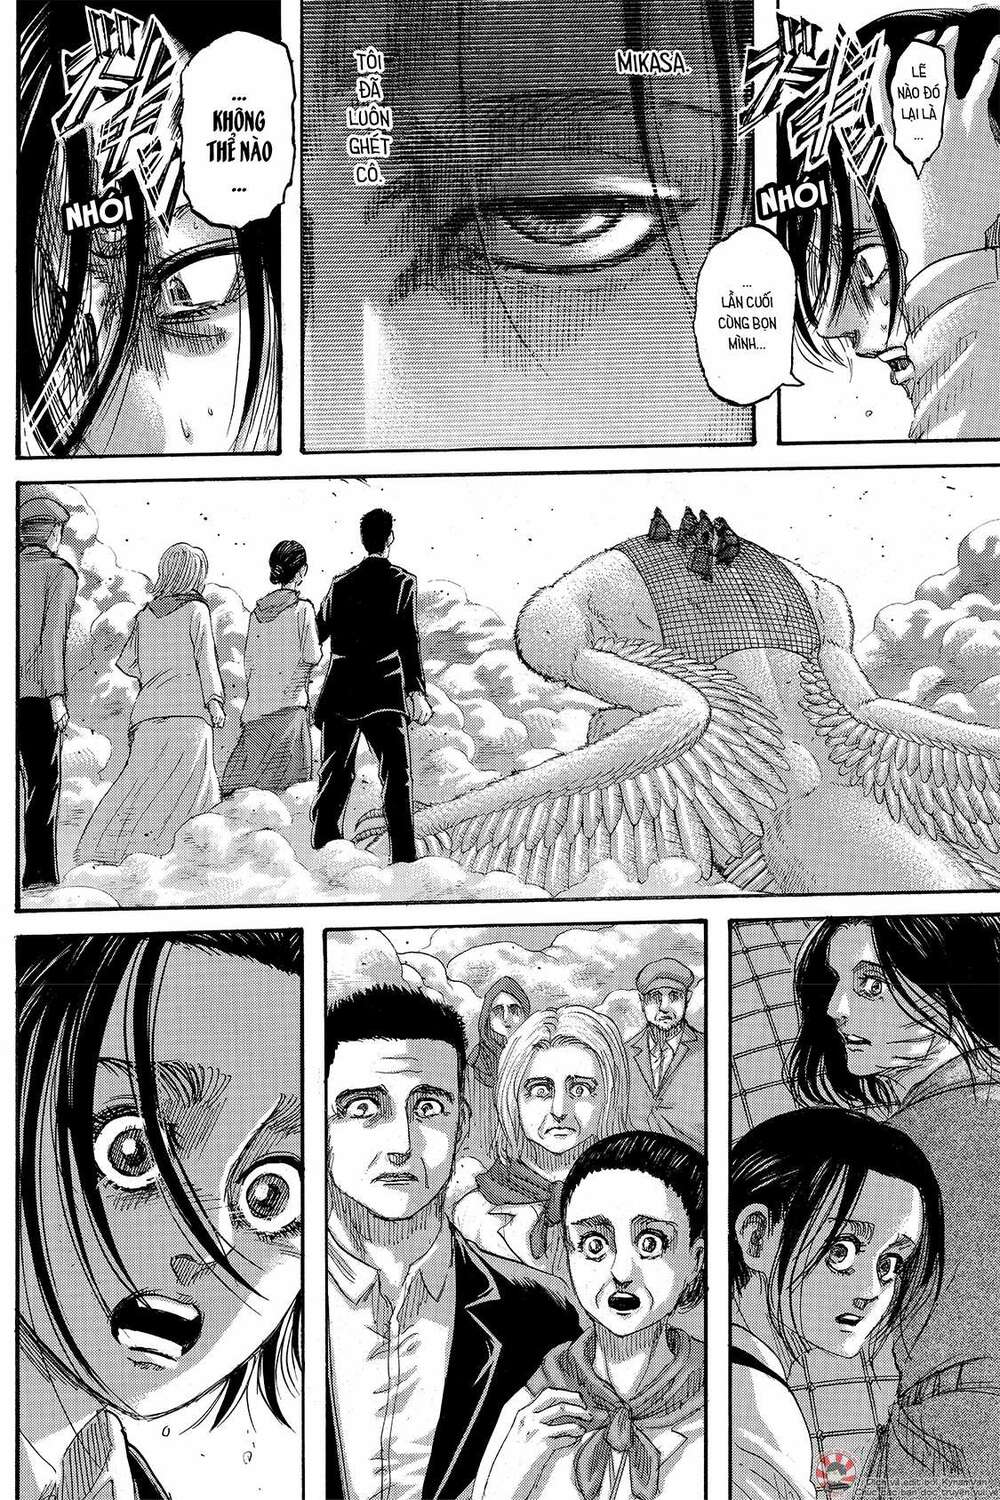 LẼ
NÀO ĐÓ
LẠI LÀ
...
NHÓI
...
LẦN CUỐI
CÙNG BỌN
MÌNH...
MIKASA.
TÔI
ĐÃ
LUÔN
GHÉT
CÔ.
...
KHÔNG
THỂ NÀO
...
NHÓI